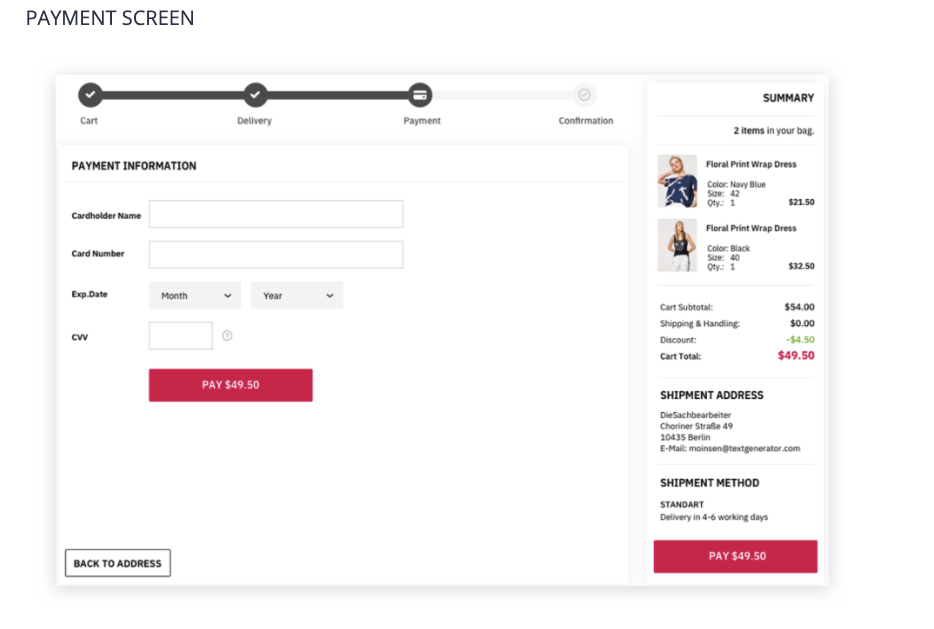 PAYMENT SCREEN
Cart
Delivery
Payment
Confirmation
PAYMENT INFORMATION
Cardholder Name
Card Number
Exp.Date
Month
Year
CVV
?
PAY $49.50
BACK TO ADDRESS
SUMMARY
2 items in your bag.
Floral Print Wrap Dress
Color: Navy Blue
Size: 42
Qty.: 1
$21.50
Floral Print Wrap Dress
Color: Black
Size: 40
Qty.: 1
$32.50
Cart Subtotal: $54.00
Shipping & Handling: $0.00
Discount: -$4.50
Cart Total: $49.50
SHIPMENT ADDRESS
DieSachbearbeiter
Choriner Straße 49
10435 Berlin
E-Mail: moinsen@textgenerator.com
SHIPMENT METHOD
STANDART
Delivery in 4-6 working days
PAY $49.50